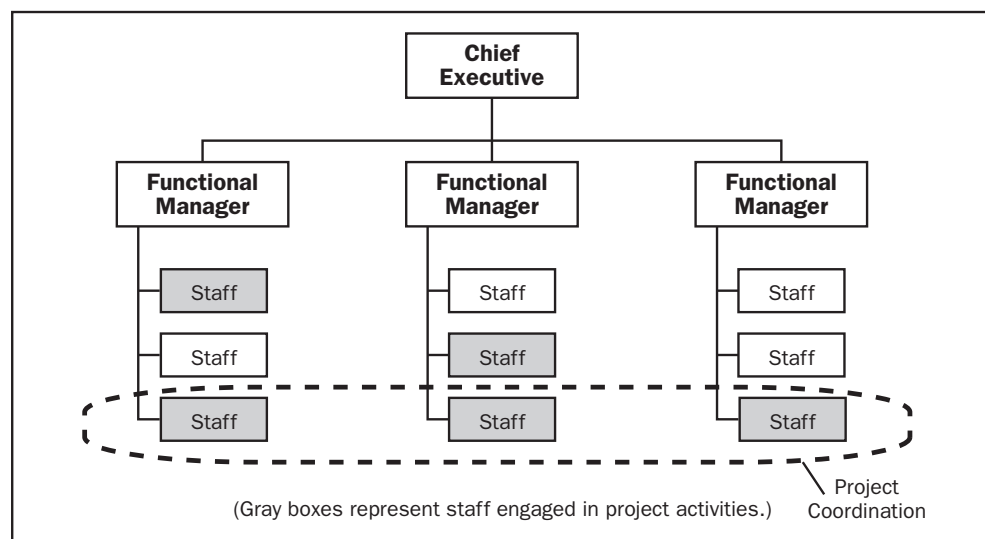 Chief
Executive
Functional
Manager
Functional
Manager
Functional
Manager
Staff
Staff
Staff
Staff
Staff
Staff
Staff
Staff
Staff
Project
Coordination
(Gray boxes represent staff engaged in project activities.)